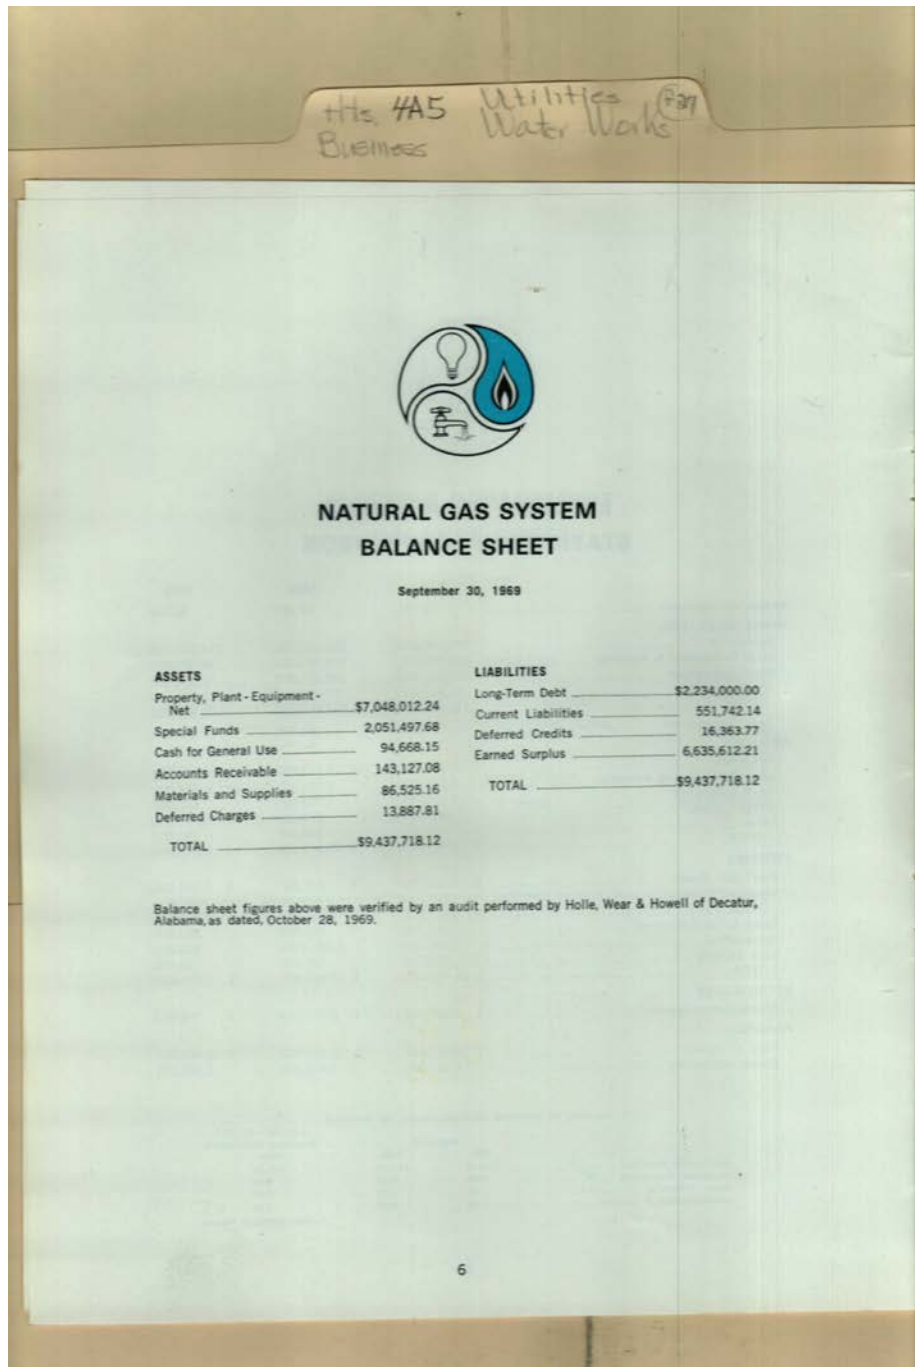 Hts. 4A5 Utilities
Business Water Works
NATURAL GAS SYSTEM
BALANCE SHEET
September 30, 1969
ASSETS
Property, Plant - Equipment -
Net $7,048,012.24
Special Funds 2,051,497.68
Cash for General Use 94,668.15
Accounts Receivable 143,127.08
Materials and Supplies 86,525.16
Deferred Charges 13,887.81
TOTAL $9,437,718.12
LIABILITIES
Long-Term Debt $2,234,000.00
Current Liabilities 551,742.14
Deferred Credits 16,363.77
Earned Surplus 6,635,612.21
TOTAL $9,437,718.12
Balance sheet figures above were verified by an audit performed by Holle, Wear & Howell of Decatur,
Alabama, as dated, October 28, 1969.
6